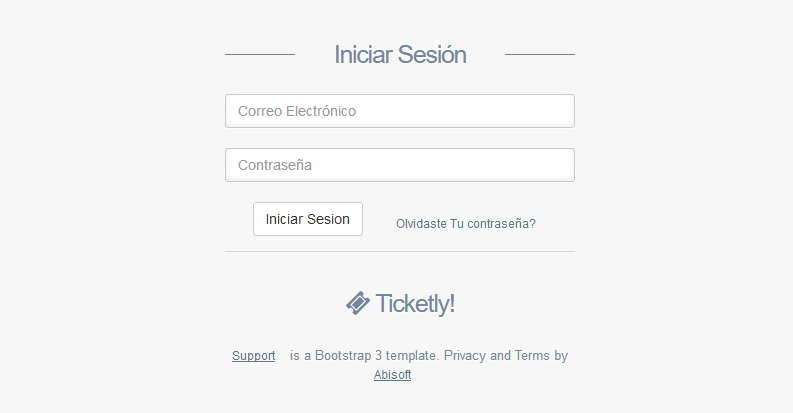 Iniciar Sesión
Correo Electrónico
Contraseña
Iniciar Sesion Olvidaste Tu contraseña?
Ticketly!
Support is a Bootstrap 3 template. Privacy and Terms by
Abisoft